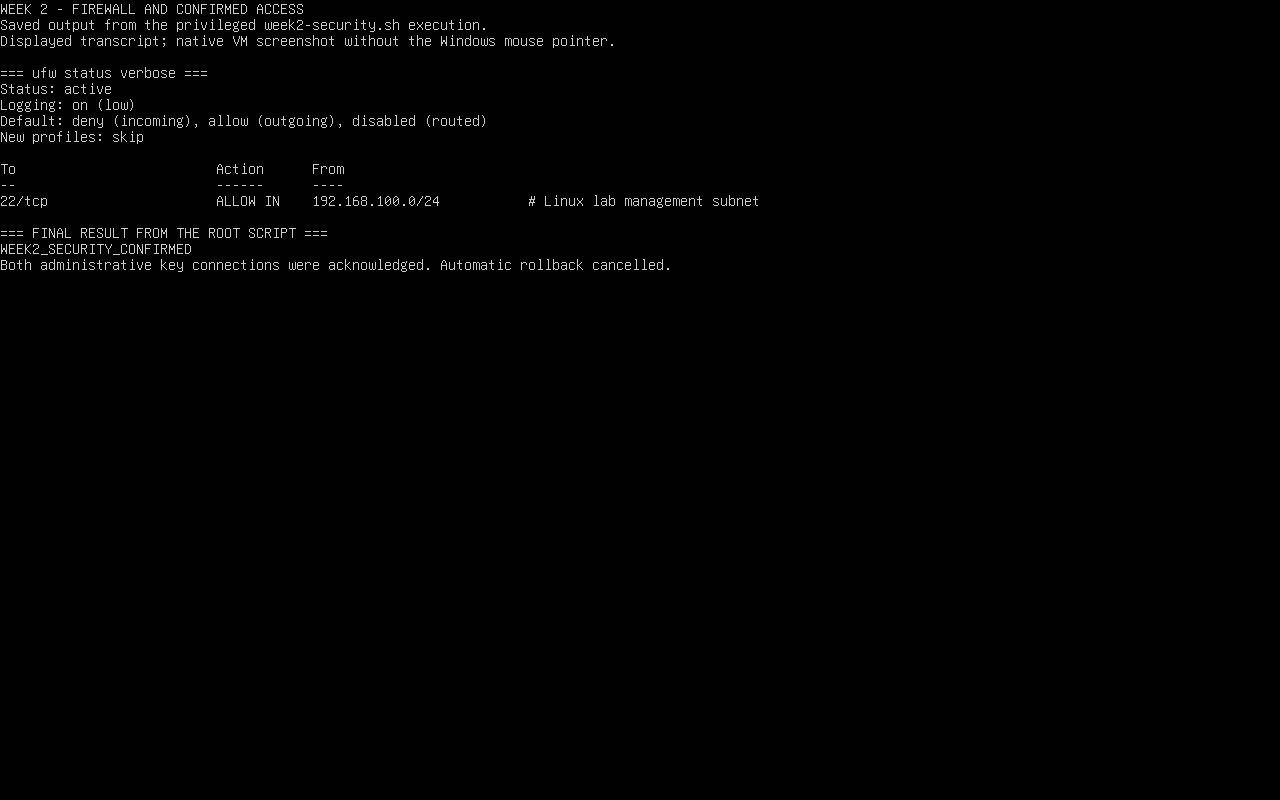 WEEK 2 - FIREWALL AND CONFIRMED ACCESS
Saved output from the privileged week2-security.sh execution.
Displayed transcript; native VM screenshot without the Windows mouse pointer.
=== ufw status verbose ===
Status: active
Logging: on (low)
Default: deny (incoming), allow (outgoing), disabled (routed)
New profiles: skip
To                         Action      From
--                         ------      ----
22/tcp                     ALLOW IN    192.168.100.0/24           # Linux lab management subnet
=== FINAL RESULT FROM THE ROOT SCRIPT ===
WEEK2_SECURITY_CONFIRMED
Both administrative key connections were acknowledged. Automatic rollback cancelled.